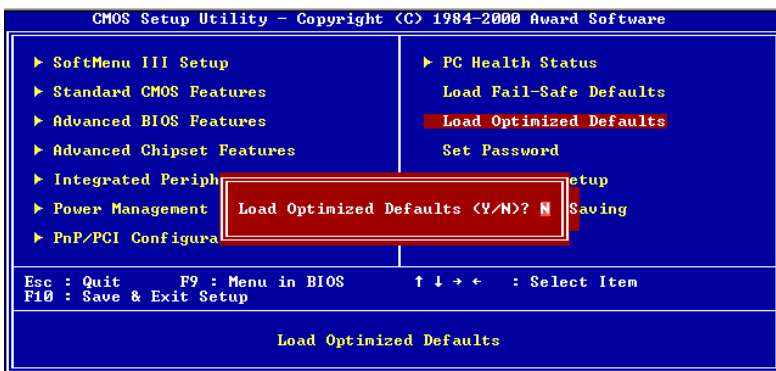 CMOS Setup Utility - Copyright (C) 1984-2000 Award Software
▶ SoftMenu III Setup
▶ Standard CMOS Features
▶ Advanced BIOS Features
▶ Advanced Chipset Features
▶ Integrated Periph
▶ Power Management
▶ PnP/PCI Configura
▶ PC Health Status
Load Fail-Safe Defaults
Load Optimized Defaults
Set Password
etup
Saving
Load Optimized Defaults (Y/N)? N
Esc : Quit F9 : Menu in BIOS ↑ ↓ → ← : Select Item
F10 : Save & Exit Setup
Load Optimized Defaults